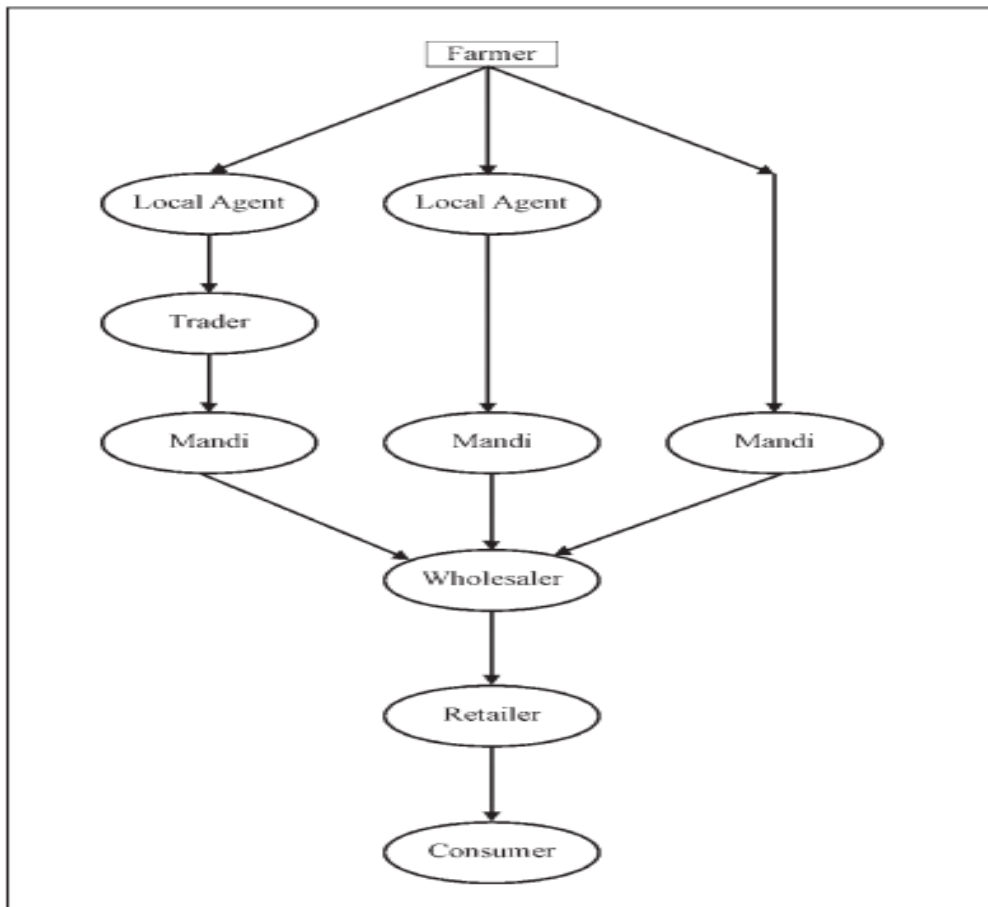 Farmer
Local Agent
Local Agent
Trader
Mandi
Mandi
Mandi
Wholesaler
Retailer
Consumer